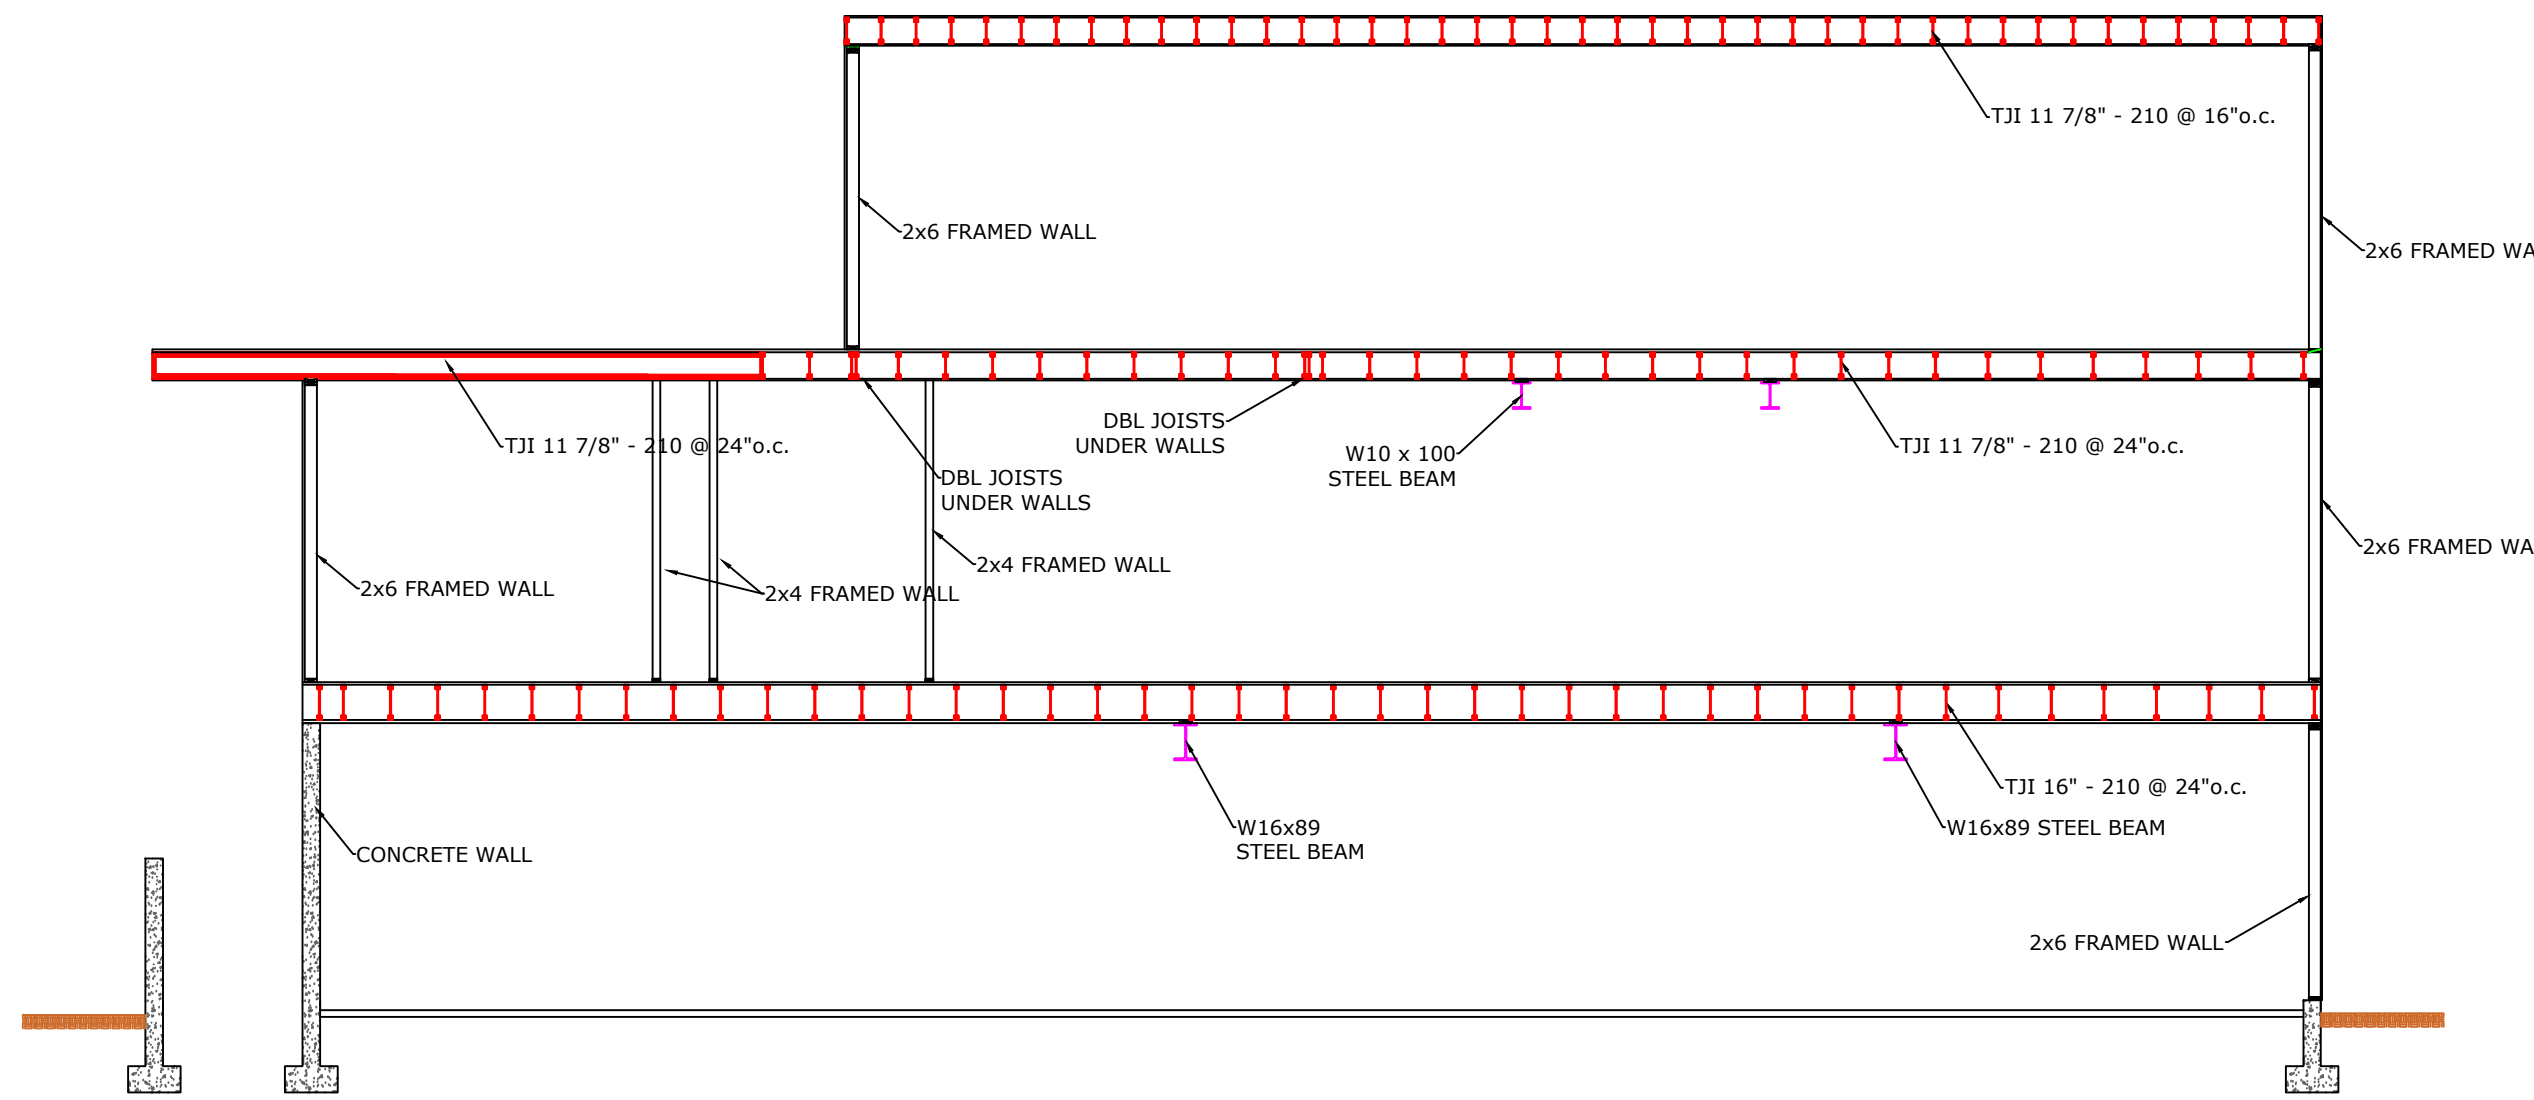 TJI 11 7/8" - 210 @ 16"o.c.
2x6 FRAMED WALL
2x6 FRAMED WA
DBL JOISTS
UNDER WALLS
TJI 11 7/8" - 210 @ 24"o.c.
W10 x 100
STEEL BEAM
TJI 11 7/8" - 210 @ 24"o.c.
DBL JOISTS
UNDER WALLS
2x6 FRAMED WA
2x4 FRAMED WALL
2x6 FRAMED WALL
2x4 FRAMED WALL
TJI 16" - 210 @ 24"o.c.
W16x89
STEEL BEAM
W16x89 STEEL BEAM
CONCRETE WALL
2x6 FRAMED WALL